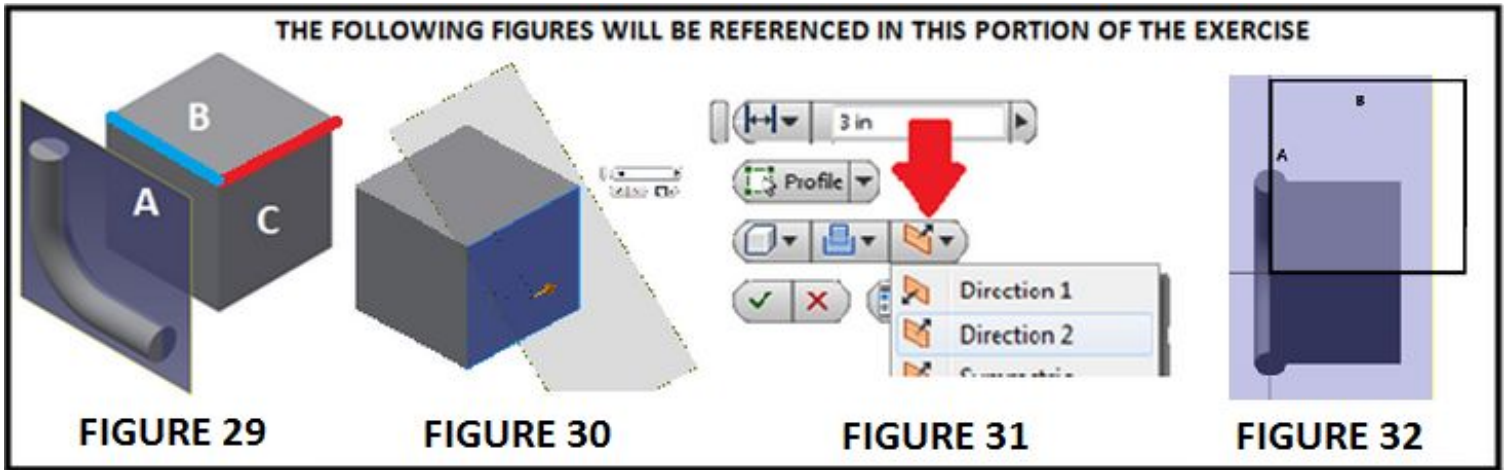 THE FOLLOWING FIGURES WILL BE REFERENCED IN THIS PORTION OF THE EXERCISE
B
A
C
3 in
Profile
Direction 1
Direction 2
B
A
FIGURE 29
FIGURE 30
FIGURE 31
FIGURE 32